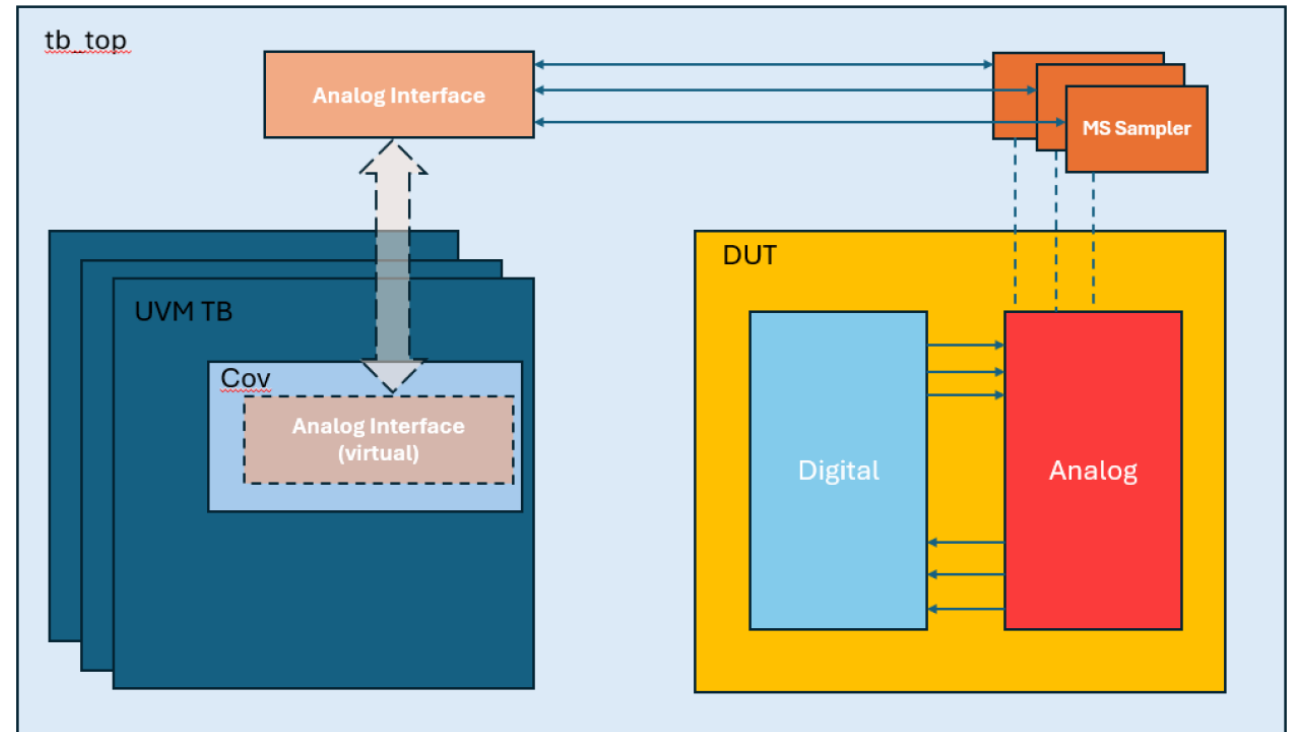 tb_top
Analog Interface
MS Sampler
UVM TB
DUT
Cov
Analog Interface
(virtual)
Digital
Analog